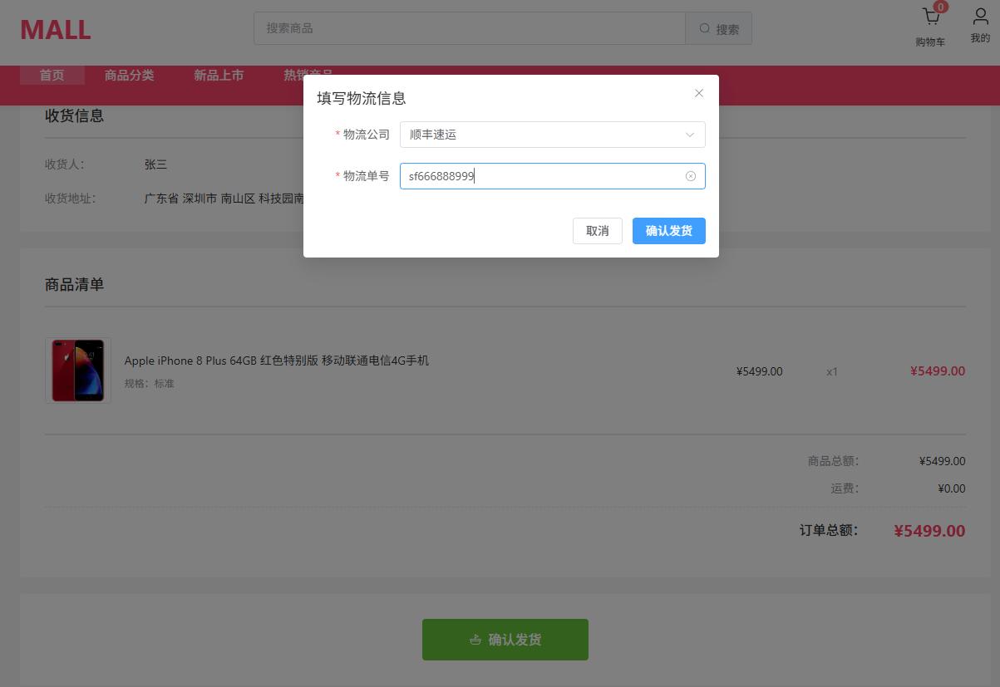 MALL
搜索商品
搜索
0
购物车
我的
首页
商品分类
新品上市
热销商品
填写物流信息
* 物流公司
顺丰速运
* 物流单号
sf666888999
取消
确认发货
收货信息
收货人：
张三
收货地址：
广东省 深圳市 南山区 科技园南
商品清单
Apple iPhone 8 Plus 64GB 红色特别版 移动联通电信4G手机
规格：标准
¥5499.00
x1
¥5499.00
商品总额：
¥5499.00
运费：
¥0.00
订单总额：
¥5499.00
确认发货